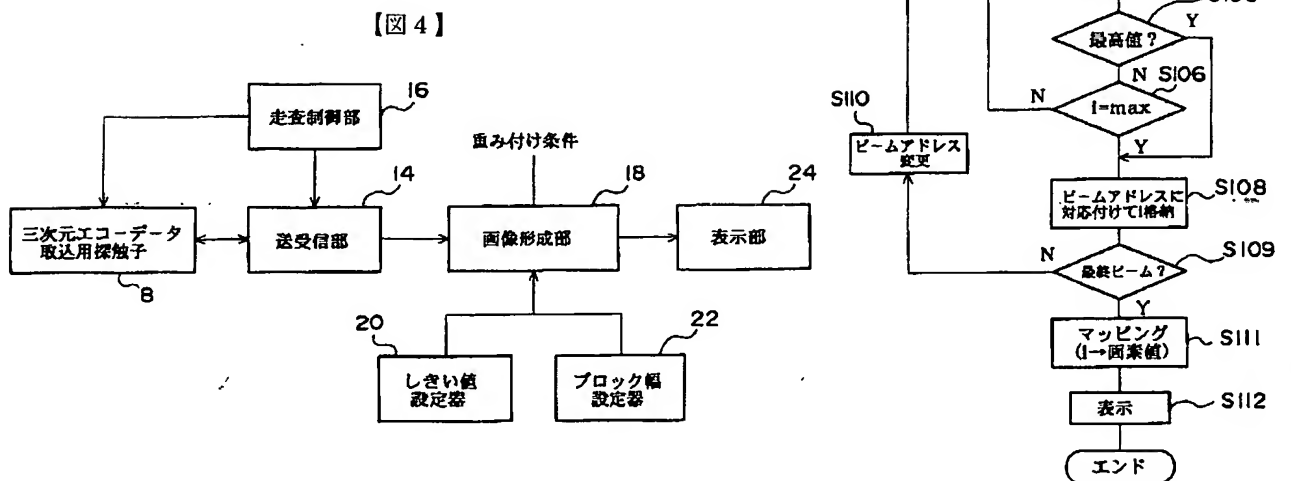 【図4】
16
走査制御部
重み付け条件
14
18
24
三次元エコーデータ
取込用探触子
送受信部
画像形成部
表示部
8
20
22
しきい値
設定器
ブロック幅
設定器
最高値?
Y
N
S106
N
i=max
Y
S110
ビームアドレス
変更
ビームアドレスに
対応付けてi格納
S108
N
最終ビーム?
S109
Y
マッピング
(i→画素値)
S111
表示
S112
エンド